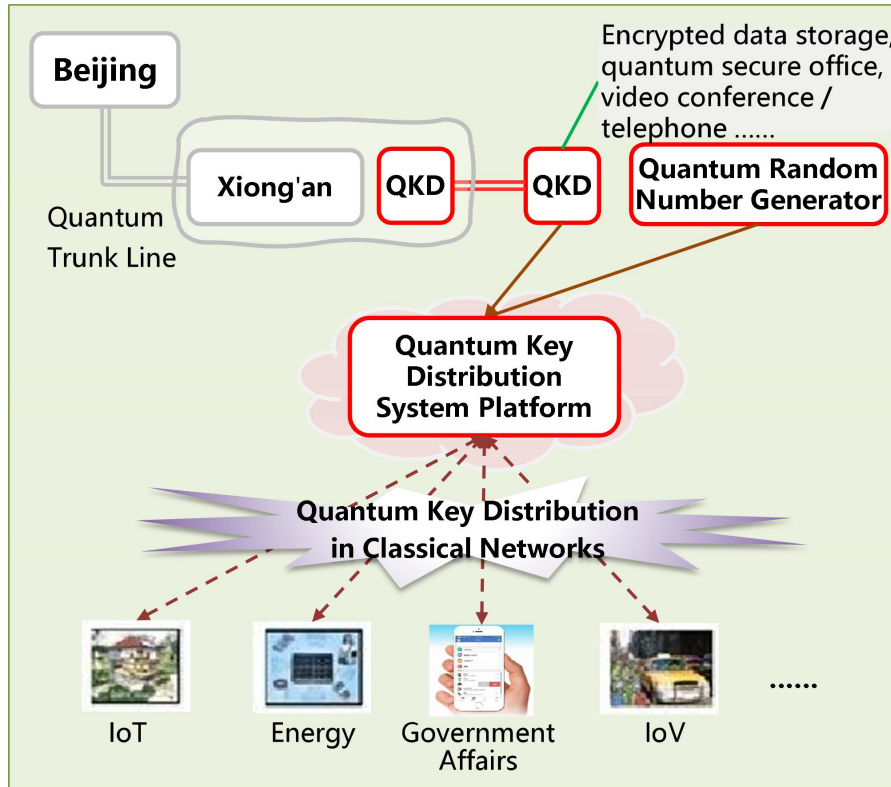 Beijing
Encrypted data storage,
quantum secure office,
video conference /
telephone ......
Xiong'an
QKD
QKD
Quantum Random
Number Generator
Quantum
Trunk Line
Quantum Key
Distribution
System Platform
Quantum Key Distribution
in Classical Networks
IoT
Energy
Government
Affairs
IoV
......